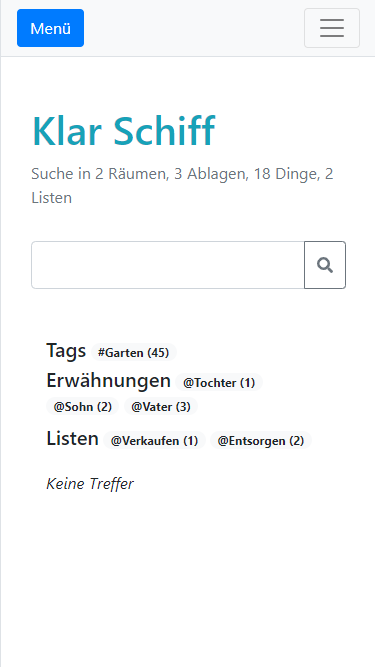 Menü
Klar Schiff
Suche in 2 Räumen, 3 Ablagen, 18 Dinge, 2
Listen
Tags #Garten (45)
Erwähnungen @Tochter (1)
@Sohn (2) @Vater (3)
Listen @Verkaufen (1) @Entsorgen (2)
Keine Treffer